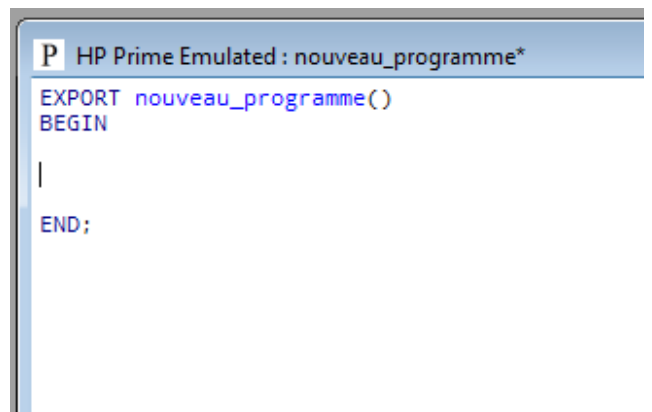 P HP Prime Emulated : nouveau_programme*
EXPORT nouveau_programme()
BEGIN
END;